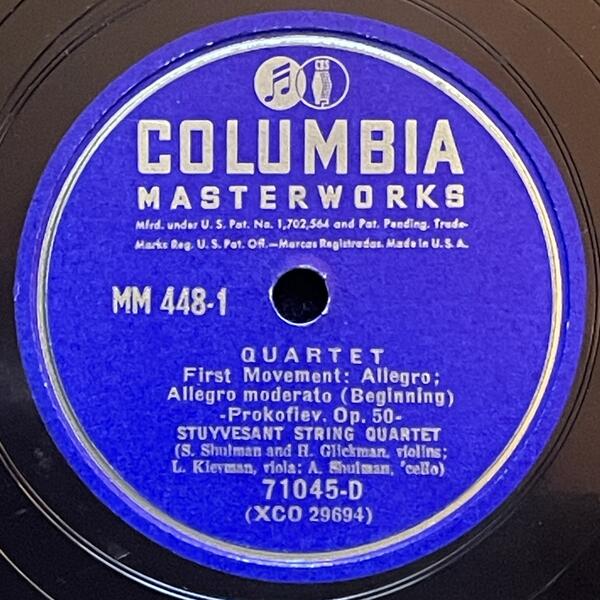 CBS
COLUMBIA
MASTERWORKS
Mfrd. under U. S. Pat. No. 1,702,564 and Pat. Pending. Trade-
Marks Reg. U. S. Pat. Off.—Marcas Registradas. Made in U. S. A.
MM 448-1
QUARTET
First Movement: Allegro;
Allegro moderato (Beginning)
-Prokofiev, Op. 50-
STUYVESANT STRING QUARTET
(S. Shulman and H. Glickman, violins;
L. Kievman, viola: A. Shulman, 'cello)
71045-D
(XCO 29694)